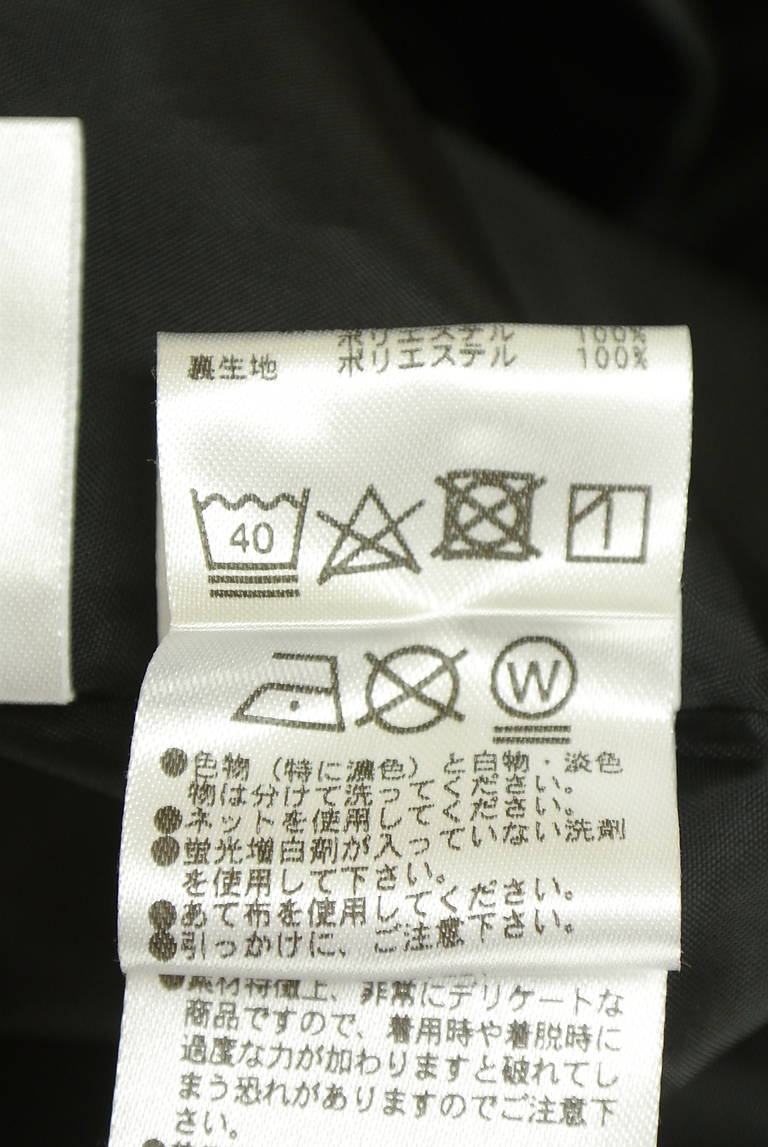 ポリエステル 100%
裏生地 ポリエステル 100%
40
W
●色物（特に濃色）と白物・淡色
物は分けて洗ってください。
●ネットを使用してください。
●蛍光増白剤が入っていない洗剤
を使用して下さい。
●あて布を使用してください。
●引っかけに、ご注意下さい。
●素材特徴上、非常にデリケートな
商品ですので、着用時や着脱時に
過度な力が加わりますと破れてし
まう恐れがありますのでご注意下
さい。